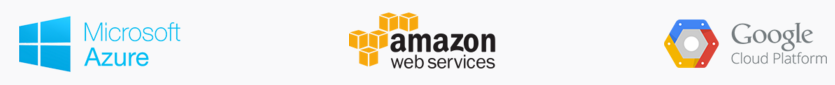 Microsoft
Azure
amazon
web services
Google
Cloud Platform